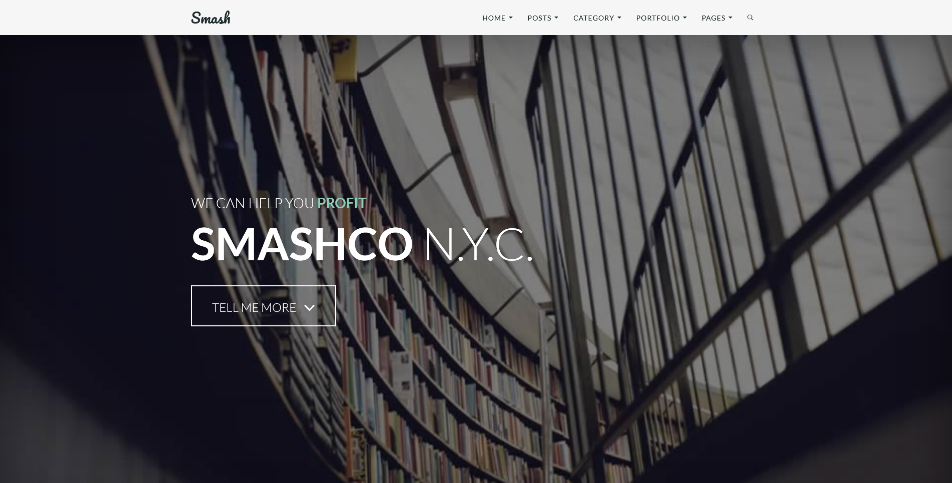 Smash
HOME POSTS CATEGORY PORTFOLIO PAGES
WE CAN HELP YOU PROFIT
SMASHCO N.Y.C.
TELL ME MORE